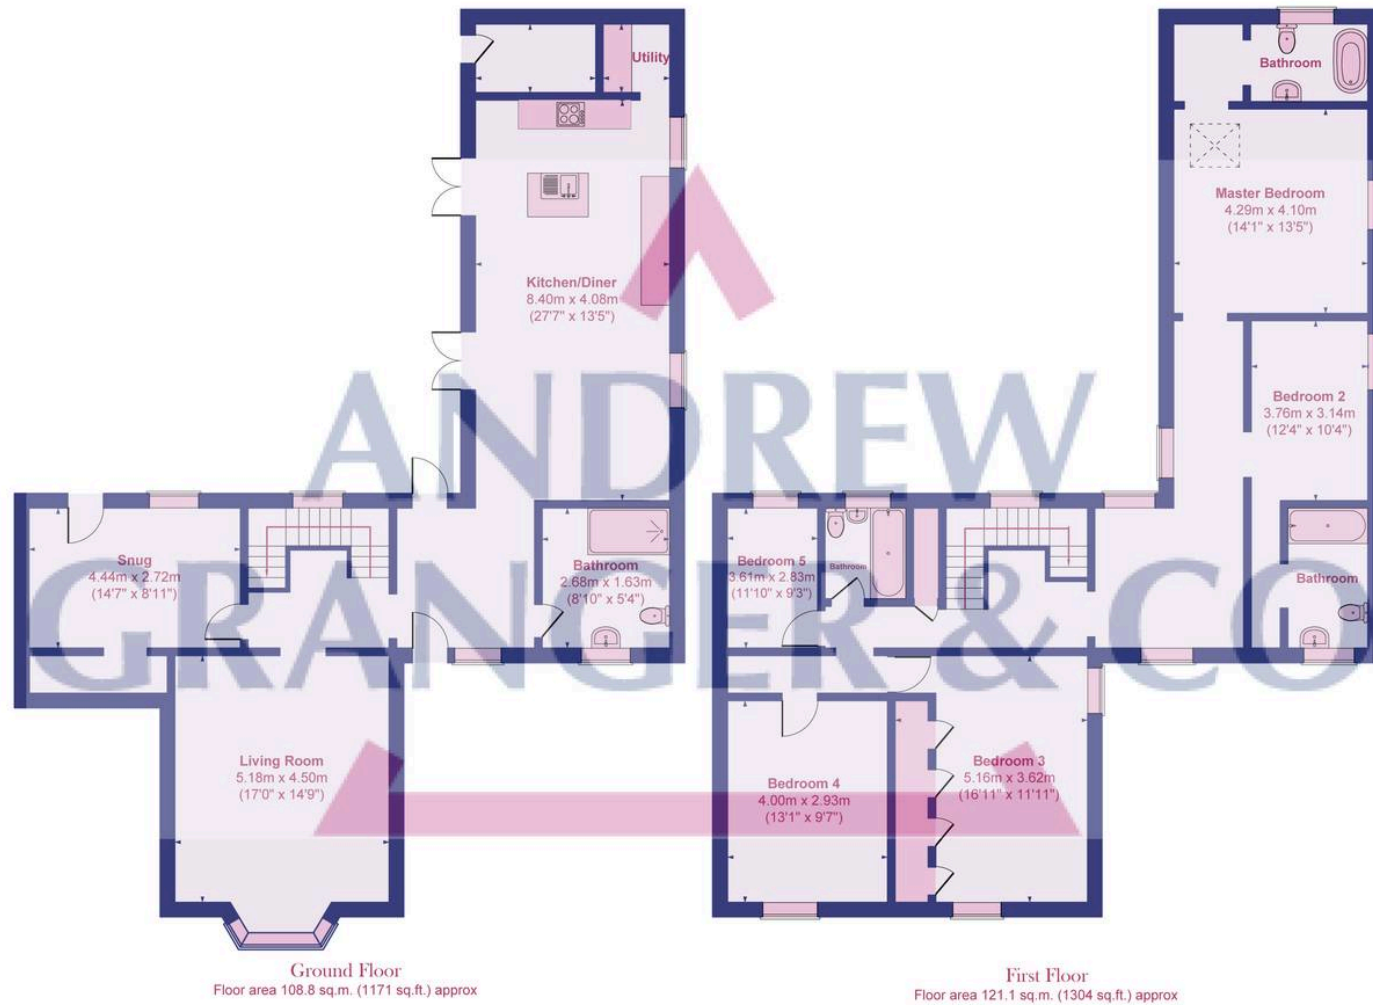 Utility
Kitchen/Diner
8.40m x 4.08m
(27'7" x 13'5")
Snug
4.44m x 2.72m
(14'7" x 8'11")
Bathroom
2.68m x 1.63m
(8'10" x 5'4")
Living Room
5.18m x 4.50m
(17'0" x 14'9")
Ground Floor
Floor area 108.8 sq.m. (1171 sq.ft.) approx
Bathroom
Master Bedroom
4.29m x 4.10m
(14'1" x 13'5")
Bedroom 2
3.76m x 3.14m
(12'4" x 10'4")
Bedroom 5
3.61m x 2.83m
(11'10" x 9'3")
Bathroom
Bathroom
Bedroom 4
4.00m x 2.93m
(13'1" x 9'7")
Bedroom 3
5.16m x 3.62m
(16'11" x 11'11")
First Floor
Floor area 121.1 sq.m. (1304 sq.ft.) approx
ANDREW
GRANGER & CO